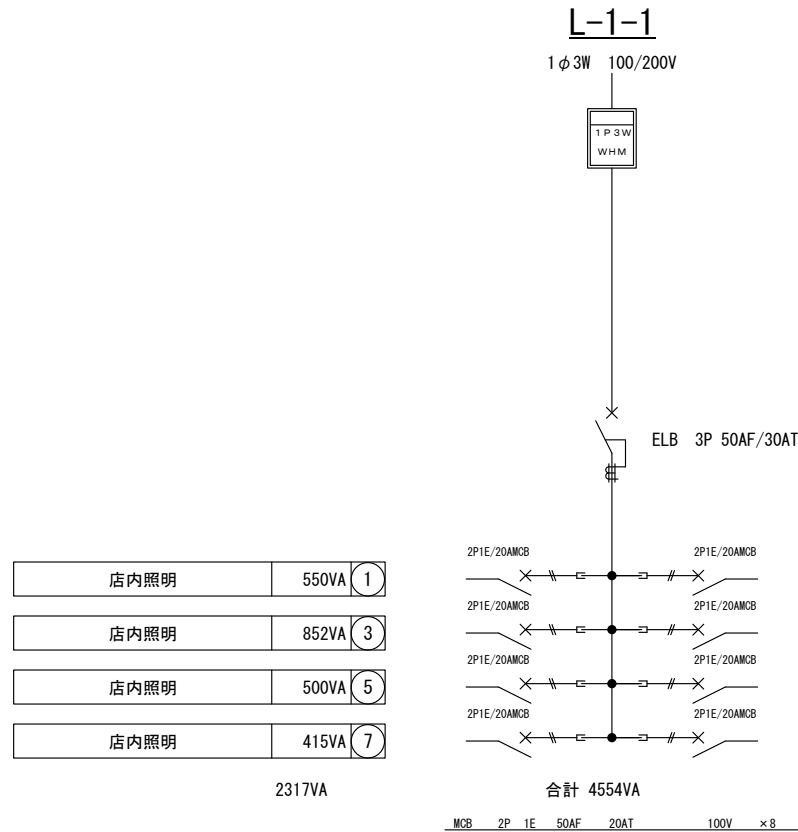 L-1-1
1φ3W 100/200V
1P3W
WHM
ELB 3P 50AF/30AT
2P1E/20AMCB 2P1E/20AMCB
店内照明 550VA 1
2P1E/20AMCB 2P1E/20AMCB
店内照明 852VA 3
2P1E/20AMCB 2P1E/20AMCB
店内照明 500VA 5
2P1E/20AMCB 2P1E/20AMCB
店内照明 415VA 7
2317VA 合計 4554VA
MCB 2P 1E 50AF 20AT 100V ×8